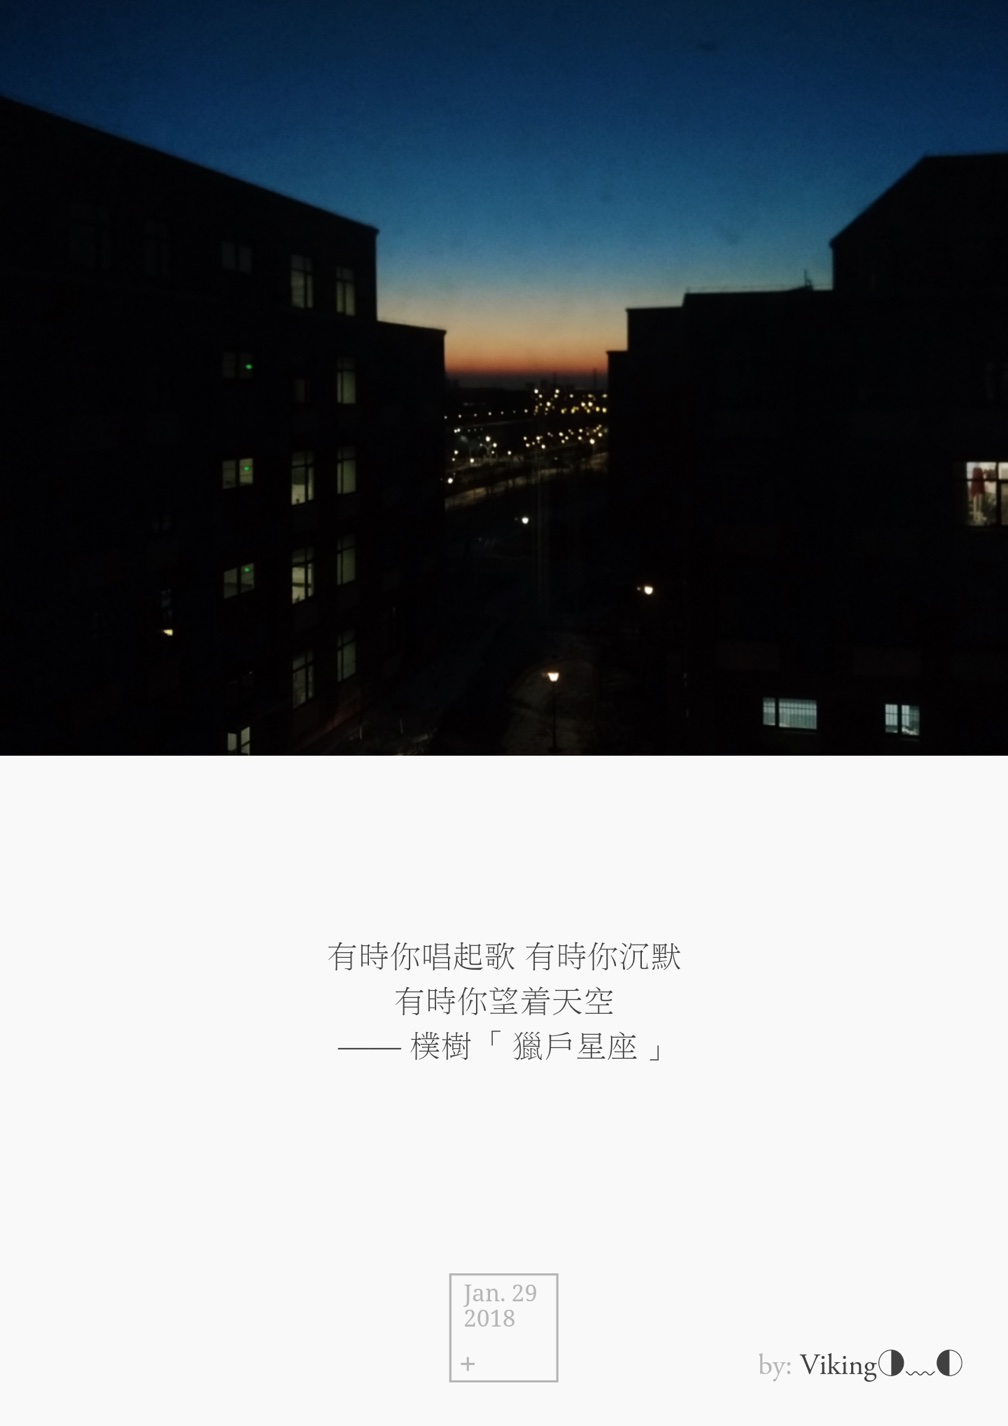 有時你唱起歌 有時你沉默
有時你望着天空
—— 樸樹「 獵戶星座 」
Jan. 29
2018
+
by: Viking◑﹏◐